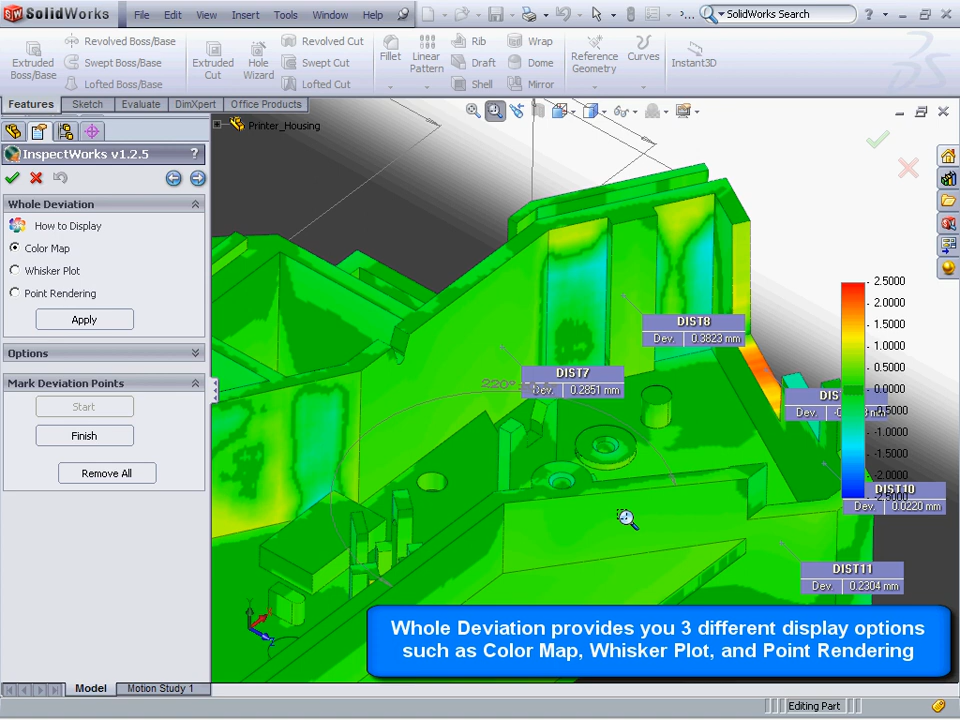 SolidWorks File Edit View Insert Tools Window Help SolidWorks Search
Extruded Boss/Base
Revolved Boss/Base
Swept Boss/Base
Lofted Boss/Base
Extruded Cut
Hole Wizard
Revolved Cut
Swept Cut
Lofted Cut
Fillet
Linear Pattern
Rib
Draft
Shell
Wrap
Dome
Mirror
Reference Geometry
Curves
Instant3D
Features Sketch Evaluate DimXpert Office Products
Printer_Housing
InspectWorks v1.2.5 ?
Whole Deviation
How to Display
Color Map
Whisker Plot
Point Rendering
Apply
Options
Mark Deviation Points
Start
Finish
Remove All
2.5000
2.0000
1.5000
1.0000
0.5000
0.0000
-0.5000
-1.0000
-1.5000
-2.0000
-2.5000
DIST8
Dev. 0.3823 mm
DIST7
Dev. 0.2851 mm
220°
DIS
Dev.
DIST10
Dev. 0.0220 mm
DIST11
Dev. 0.2304 mm
Whole Deviation provides you 3 different display options
such as Color Map, Whisker Plot, and Point Rendering
Model Motion Study 1
Editing Part